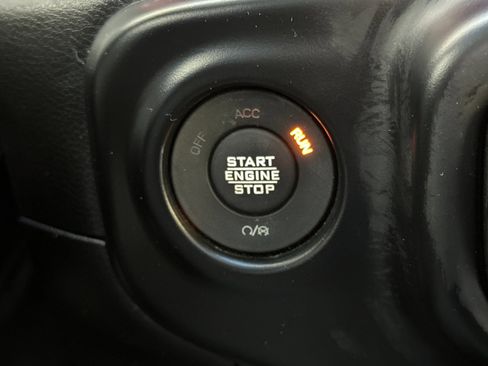 ACC
OFF
RUN
START
ENGINE
STOP